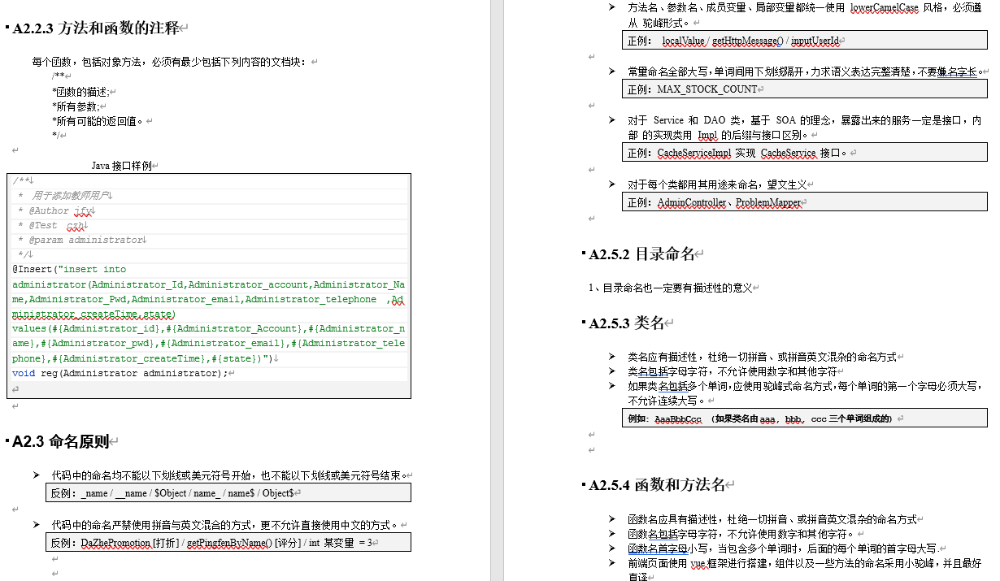 A2.2.3 方法和函数的注释
每个函数，包括对象方法，必须有最少包括下列内容的文档块：
/**
*函数的描述;
*所有参数;
*所有可能的返回值。
*/
Java 接口样例
/**
* 用于添加教师用户
* @Author jfy
* @Test czh
* @param administrator
*/
@Insert("insert into
administrator(Administrator_Id,Administrator_account,Administrator_Na
me,Administrator_Pwd,Administrator_email,Administrator_telephone ,Ad
ministrator_createTime,state)
values(#{Administrator_id},#{Administrator_Account},#{Administrator_n
ame},#{Administrator_pwd},#{Administrator_email},#{Administrator_tele
phone},#{Administrator_createTime},#{state})")
void reg(Administrator administrator);
A2.3 命名原则
代码中的命名均不能以下划线或美元符号开始，也不能以下划线或美元符号结束。
反例：_name / __name / $Object / name_ / name$ / Object$
代码中的命名严禁使用拼音与英文混合的方式，更不允许直接使用中文的方式。
反例：DaZhePromotion [打折] / getPingfenByName() [评分] / int 某变量 = 3
方法名、参数名、成员变量、局部变量都统一使用 lowerCamelCase 风格，必须遵
从 驼峰形式。
正例： localValue / getHttpMessage() / inputUserId
常量命名全部大写，单词间用下划线隔开，力求语义表达完整清楚，不要嫌名字长。
正例：MAX_STOCK_COUNT
对于 Service 和 DAO 类，基于 SOA 的理念，暴露出来的服务一定是接口，内
部 的实现类用 Impl 的后缀与接口区别。
正例：CacheServiceImpl 实现 CacheService 接口。
对于每个类都用其用途来命名，望文生义
正例：AdminController、ProblemMapper
A2.5.2 目录命名
1、目录命名也一定要有描述性的意义
A2.5.3 类名
类名应有描述性，杜绝一切拼音、或拼音英文混杂的命名方式
类名包括字母字符，不允许使用数字和其他字符
如果类名包括多个单词，应使用驼峰式命名方式，每个单词的第一个字母必须大写，
不允许连续大写。
例如：AaaBbbCcc （如果类名由 aaa, bbb, ccc 三个单词组成的）
A2.5.4 函数和方法名
函数名应具有描述性，杜绝一切拼音、或拼音英文混杂的命名方式
函数名包括字母字符，不允许使用数字和其他字符。
函数名首字母小写，当包含多个单词时，后面的每个单词的首字母大写.
前端页面使用 vue 框架进行搭建，组件以及一些方法的命名采用小驼峰，并且最好
直译